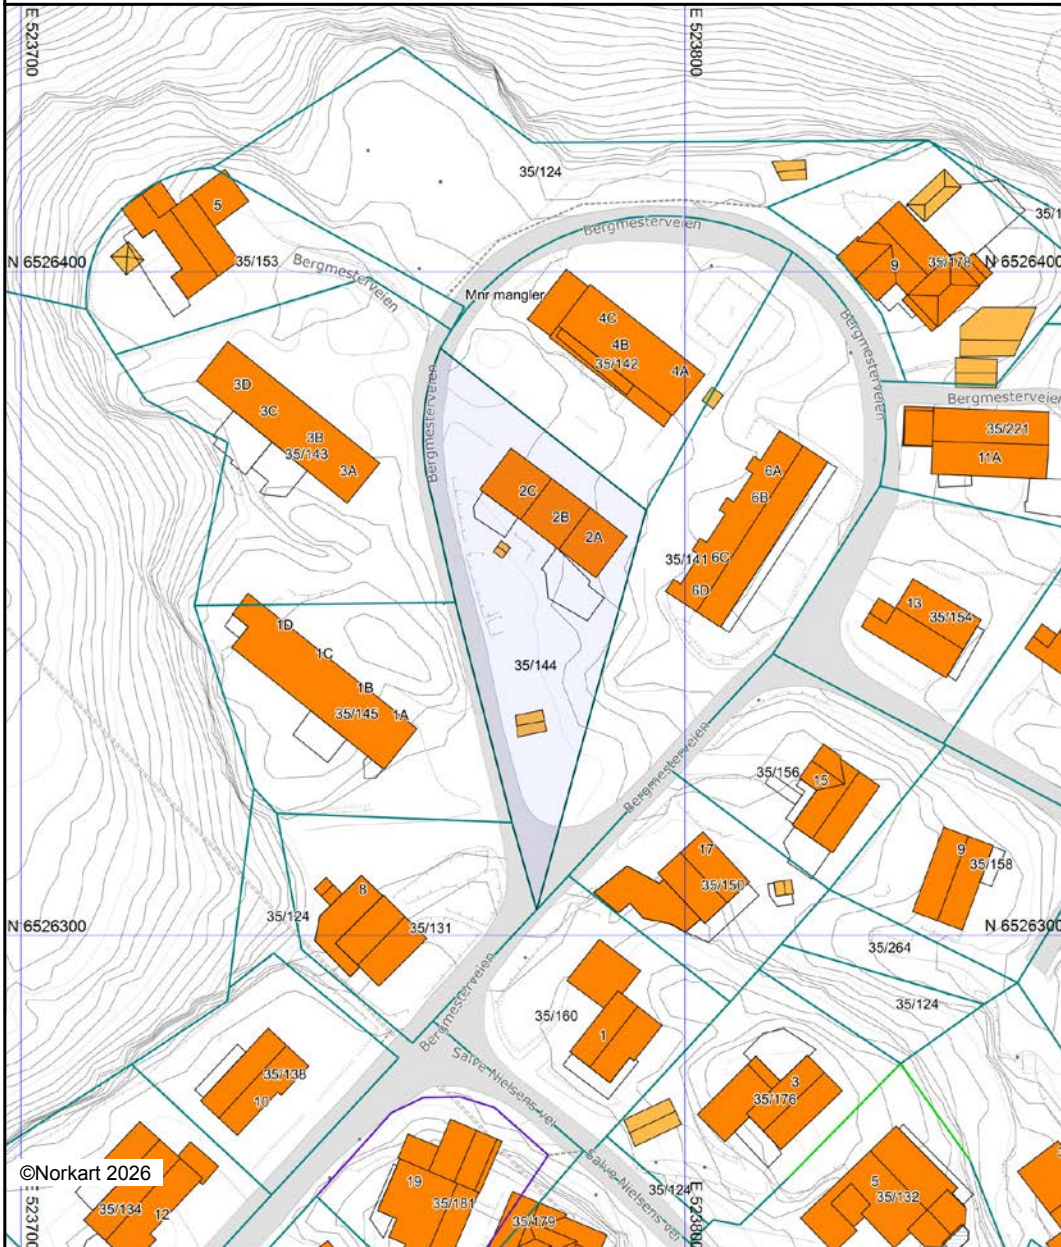 E 523700
E 523800
35/124
35/1
5
Bergmesterveien
N 6526400
35/153
Bergmesterveien
9
35/178
N 6526400
Mnr mangler
4C
4B
35/142
4A
Bergmesterveien
3D
3C
3B
35/143
3A
Bergmesterveien
Bergmesterveien
35/221
11A
2C
2B
2A
6A
6B
35/141
6C
6D
13
35/154
1D
1C
1B
35/145
1A
35/144
Bergmesterveien
35/156
15
17
35/150
9
35/158
8
35/124
35/131
N 6526300
N 6526300
35/264
35/124
Bergmesterveien
35/160
1
Salve Nielsens vei
35/138
10
3
35/176
©Norkart 2026
35/134
12
19
35/181
35/179
Salve Nielsens vei
35/124
5
35/132
E 523700
E 523800